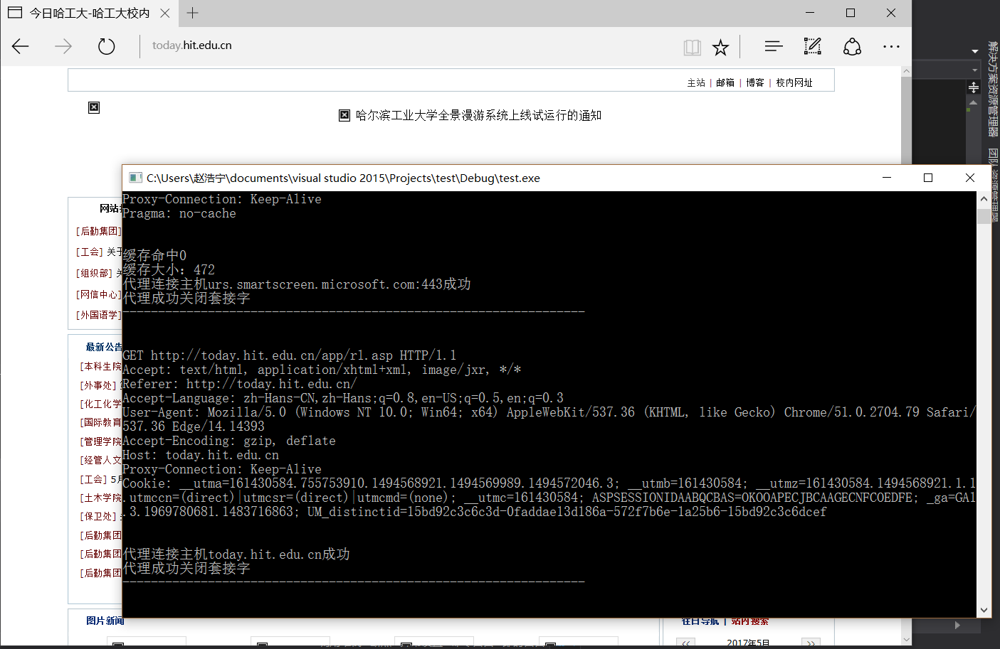 今日哈工大-哈工大校内
today.hit.edu.cn
主站 | 邮箱 | 博客 | 校内网址
哈尔滨工业大学全景漫游系统上线试运行的通知
解决方案资源管理器
团队资源管理器
C:\Users\赵浩宁\documents\visual studio 2015\Projects\test\Debug\test.exe
网站
[后勤集团]
[工会] 关于
[组织部]
[网信中心]
[外国语学]
最新公告
[本科生院
[外事处]
[化工化学
[国际教育
[管理学院
[经管人文
[工会] 5月
[土木学院
[保卫处]
[后勤集团
[后勤集团
[后勤集团
图片新闻
Proxy-Connection: Keep-Alive
Pragma: no-cache
缓存命中0
缓存大小：472
代理连接主机urs.smartscreen.microsoft.com:443成功
代理成功关闭套接字
-----------------------------------------------------------------
GET http://today.hit.edu.cn/app/rl.asp HTTP/1.1
Accept: text/html, application/xhtml+xml, image/jxr, */*
Referer: http://today.hit.edu.cn/
Accept-Language: zh-Hans-CN,zh-Hans;q=0.8,en-US;q=0.5,en;q=0.3
User-Agent: Mozilla/5.0 (Windows NT 10.0; Win64; x64) AppleWebKit/537.36 (KHTML, like Gecko) Chrome/51.0.2704.79 Safari/
537.36 Edge/14.14393
Accept-Encoding: gzip, deflate
Host: today.hit.edu.cn
Proxy-Connection: Keep-Alive
Cookie: __utma=161430584.755753910.1494568921.1494569989.1494572046.3; __utmb=161430584; __utmz=161430584.1494568921.1.1
.utmccn=(direct)|utmcsr=(direct)|utmcmd=(none); __utmc=161430584; ASPSESSIONIDAABQCBAS=OKOOAPECJBCAAGECNFCOEDFE; _ga=GA1
.3.1969780681.1483716863; UM_distinctid=15bd92c3c6c3d-0faddae13d186a-572f7b6e-1a25b6-15bd92c3c6dcef
代理连接主机today.hit.edu.cn成功
代理成功关闭套接字
-----------------------------------------------------------------
往日导航 | 站内搜索
<< 2017年5月 >>